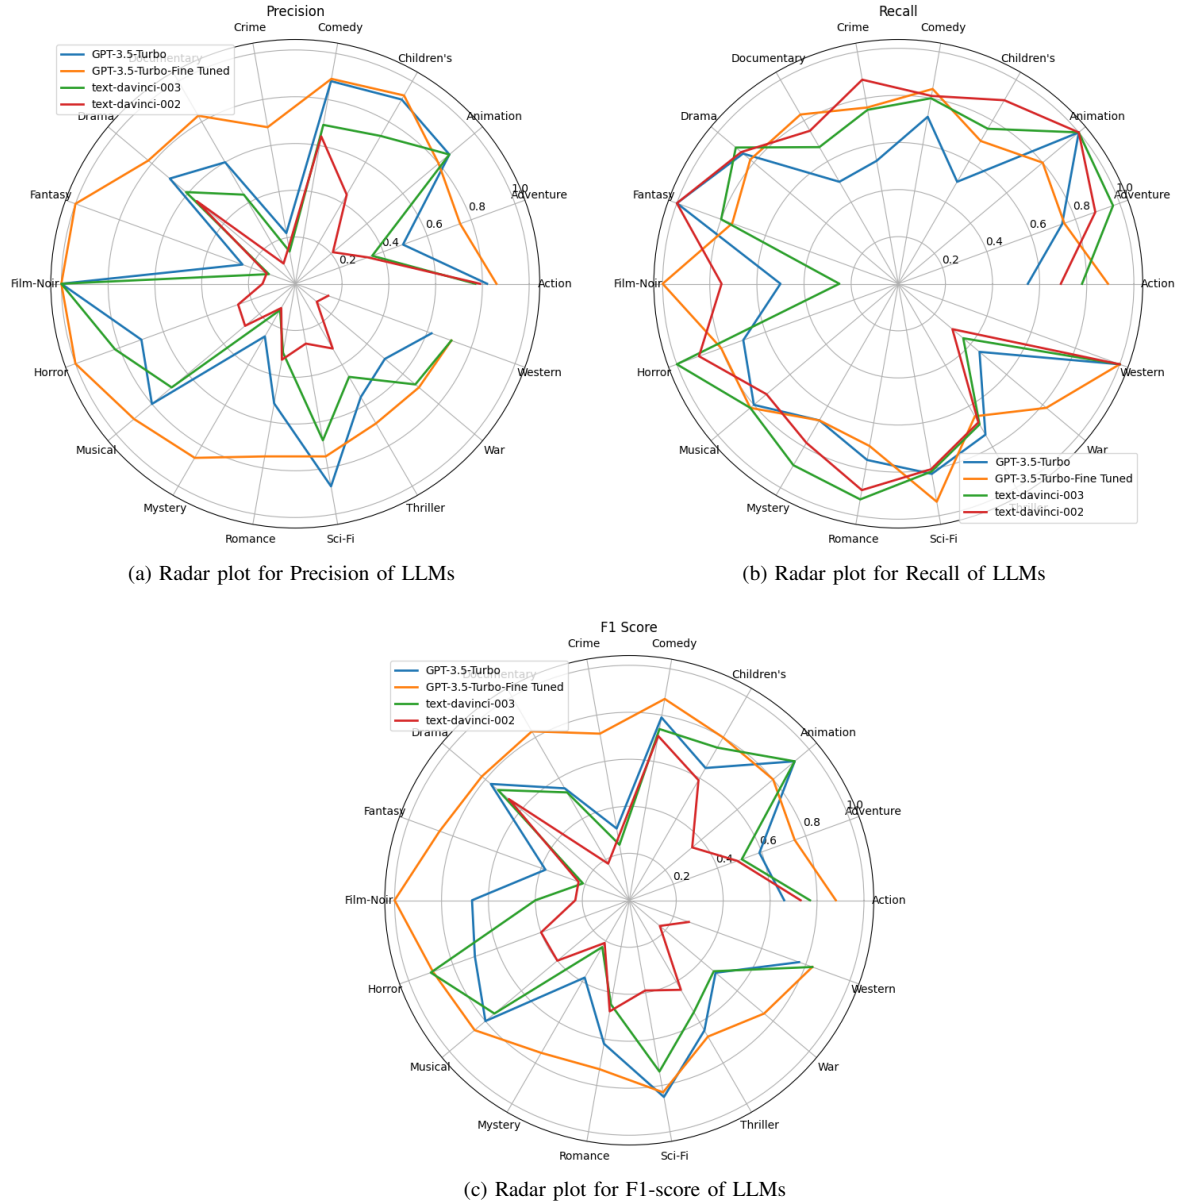 Precision
Crime
Comedy
Documentary
Children's
Drama
Animation
Fantasy
Adventure
Film-Noir
Action
Horror
Western
Musical
War
Mystery
Thriller
Romance
Sci-Fi
0.2
0.4
0.6
0.8
1.0
GPT-3.5-Turbo
GPT-3.5-Turbo-Fine Tuned
text-davinci-003
text-davinci-002
(a) Radar plot for Precision of LLMs
Recall
Crime
Comedy
Documentary
Children's
Drama
Animation
Fantasy
Adventure
Film-Noir
Action
Horror
Western
Musical
War
Mystery
Thriller
Romance
Sci-Fi
0.2
0.4
0.6
0.8
1.0
GPT-3.5-Turbo
GPT-3.5-Turbo-Fine Tuned
text-davinci-003
text-davinci-002
(b) Radar plot for Recall of LLMs
F1 Score
Crime
Comedy
Documentary
Children's
Drama
Animation
Fantasy
Adventure
Film-Noir
Action
Horror
Western
Musical
War
Mystery
Thriller
Romance
Sci-Fi
0.2
0.4
0.6
0.8
1.0
GPT-3.5-Turbo
GPT-3.5-Turbo-Fine Tuned
text-davinci-003
text-davinci-002
(c) Radar plot for F1-score of LLMs